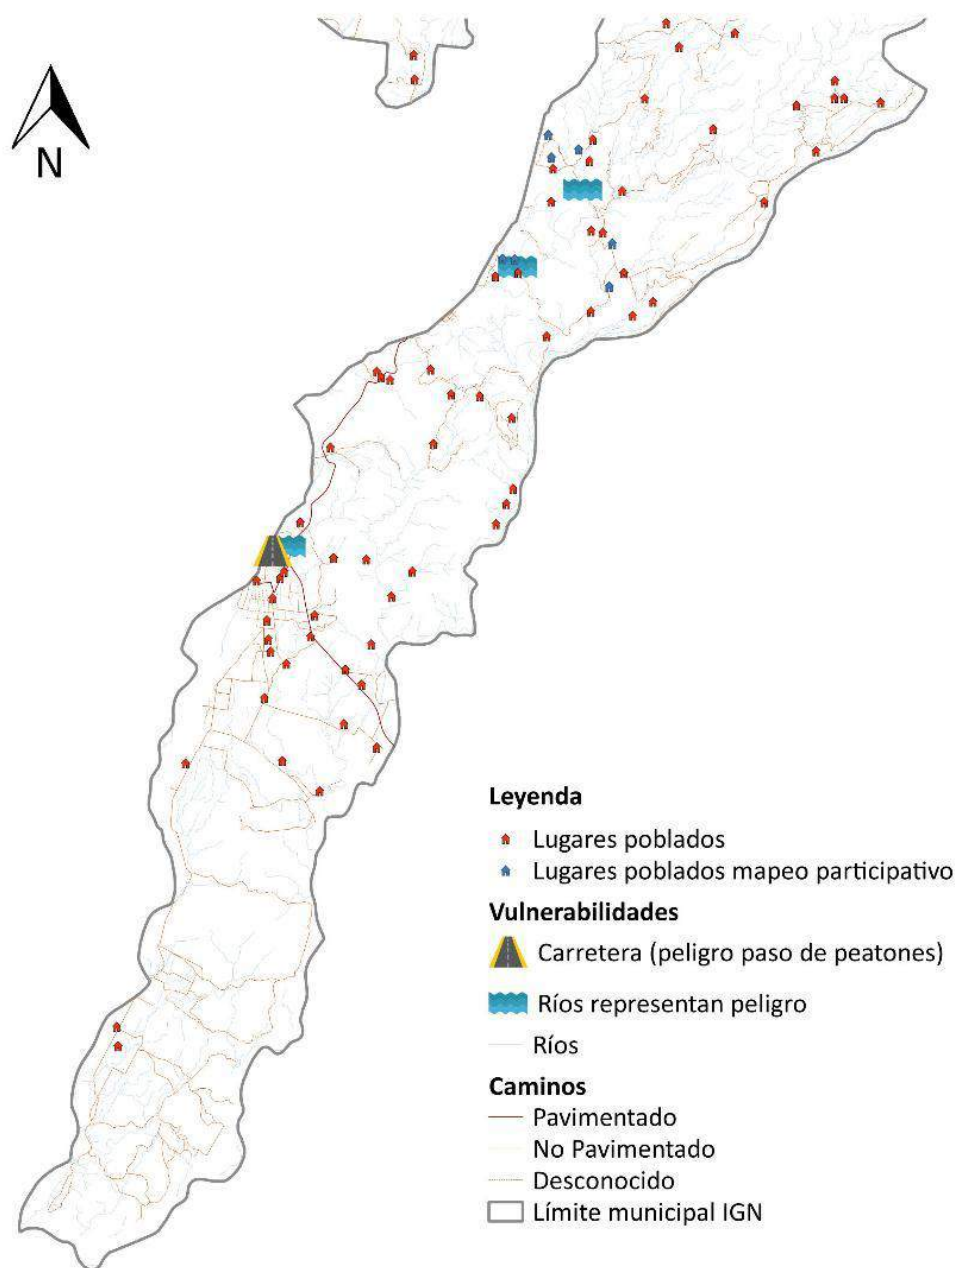 N
Leyenda
Lugares poblados
Lugares poblados mapeo participativo
Vulnerabilidades
Carretera (peligro paso de peatones)
Ríos representan peligro
Ríos
Caminos
Pavimentado
No Pavimentado
Desconocido
Límite municipal IGN